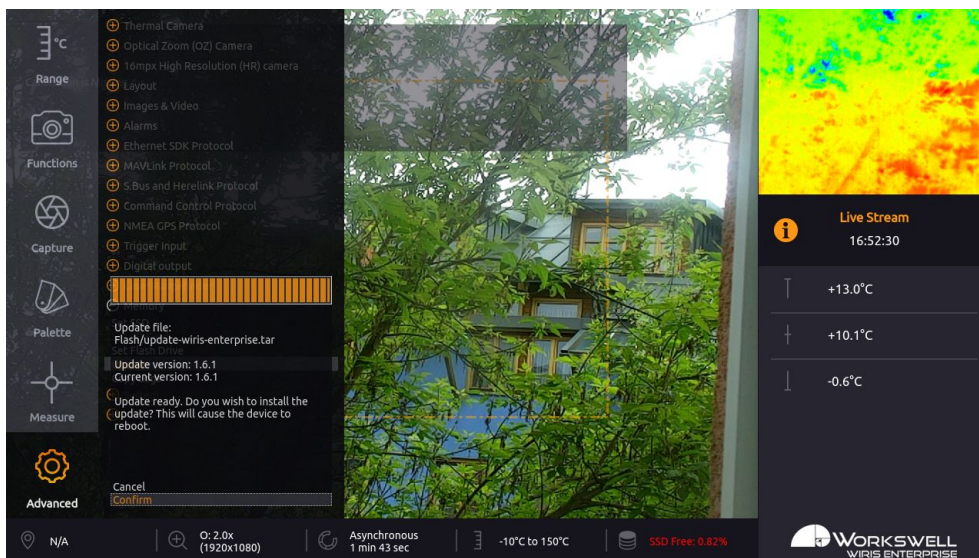 °C
Range
Functions
Capture
Palette
Measure
Advanced
Thermal Camera
Optical Zoom (OZ) Camera
16mpx High Resolution (HR) camera
Layout
Images & Video
Alarms
Ethernet SDK Protocol
MAVLink Protocol
S.Bus and Herelink Protocol
Command Control Protocol
NMEA GPS Protocol
Trigger Input
Digital output
Memory
Update file:
Flash/update-wiris-enterprise.tar
Set Flash Drive
Update version: 1.6.1
Current version: 1.6.1
Update ready. Do you wish to install the
update? This will cause the device to
reboot.
Cancel
Confirm
Live Stream
16:52:30
+13.0°C
+10.1°C
-0.6°C
N/A
O: 2.0x
(1920x1080)
Asynchronous
1 min 43 sec
-10°C to 150°C
SSD Free: 0.82%
WORKSWELL
WIRIS ENTERPRISE